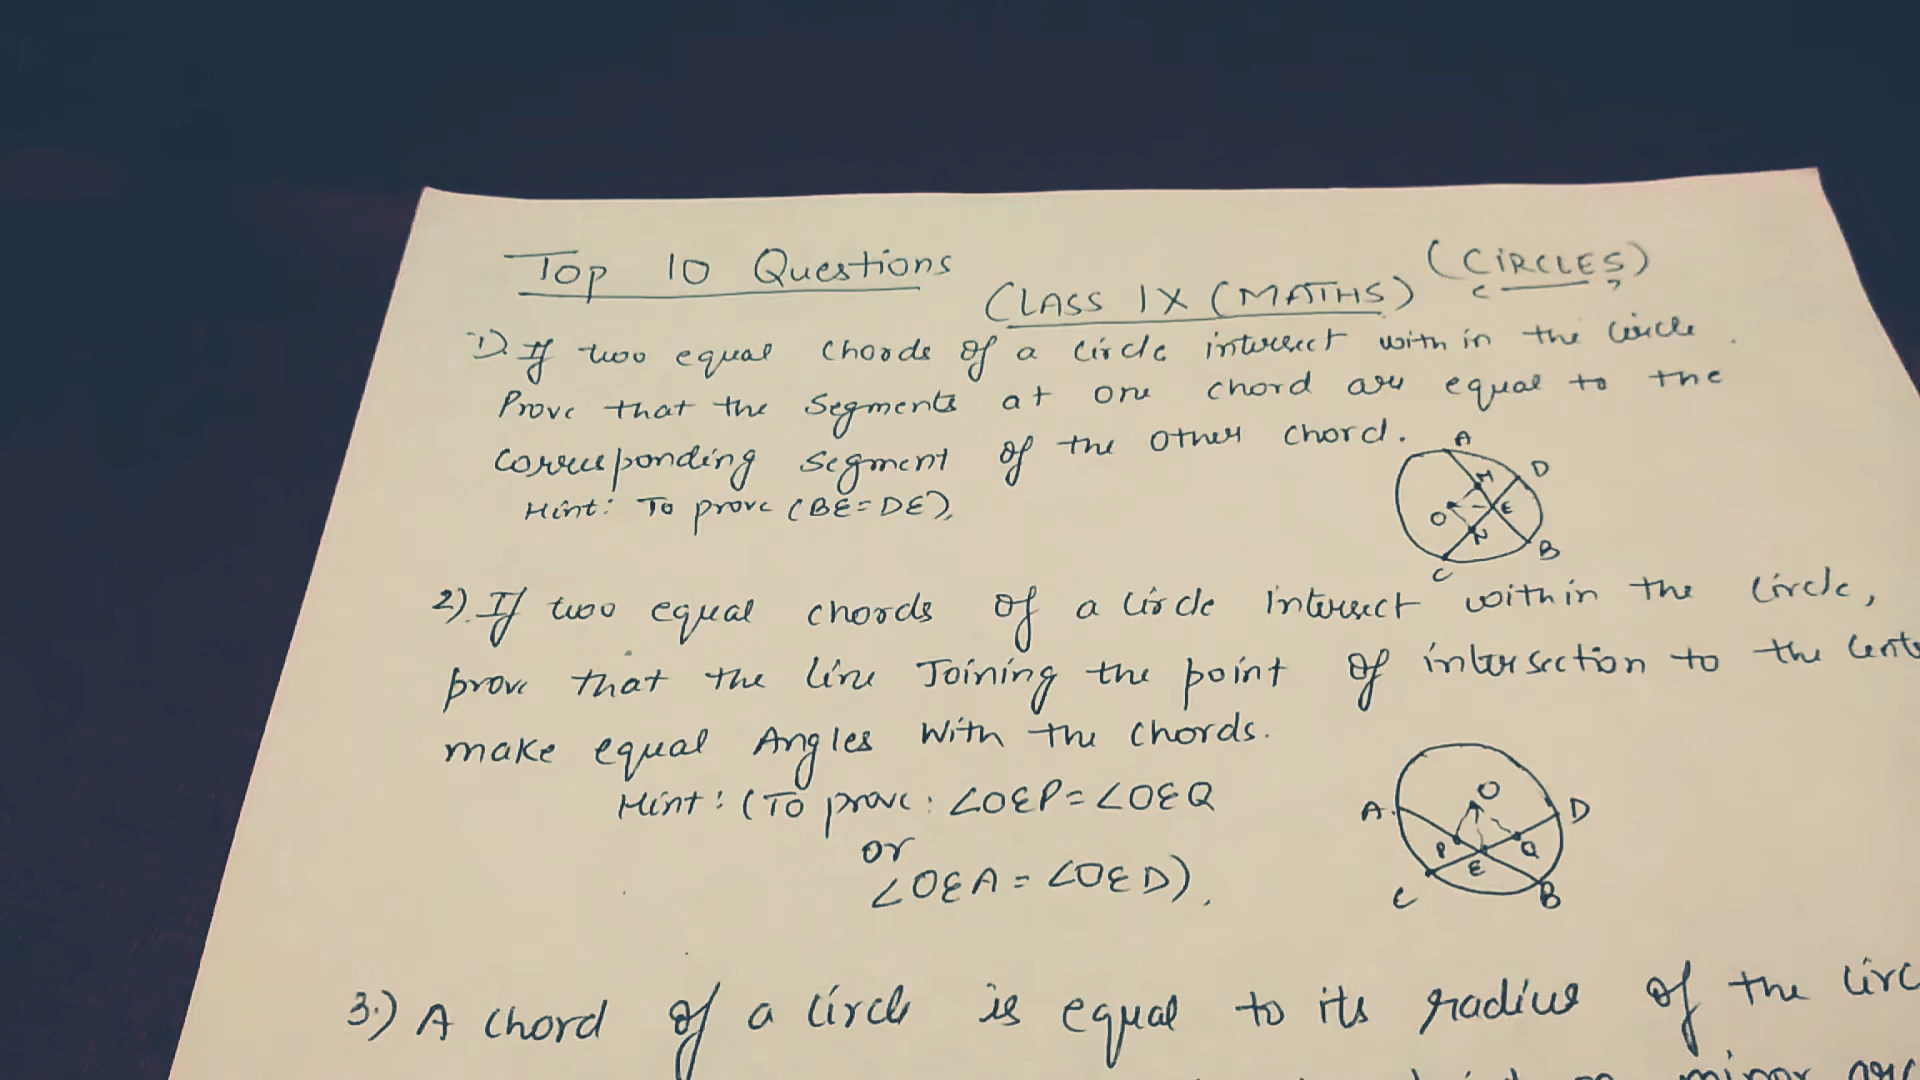 Top 10 Questions
CLASS IX (MATHS) (CIRCLES)
1). If two equal chords of a circle intersect with in the circle.
Prove that the segments at one chord are equal to the
corresponding segment of the other chord.
Hint: To prove (BE=DE),
A
D
M
O
E
N
B
C
2). If two equal chords of a circle intersect within the circle,
prove that the line Joining the point of intersection to the cent
make equal Angles with the chords.
Hint: (To prove: ∠OEP=∠OEQ
or
∠OEA=∠OED).
O
A
D
P
Q
E
C
B
3.) A chord of a circle is equal to its radius of the circ
minor arc